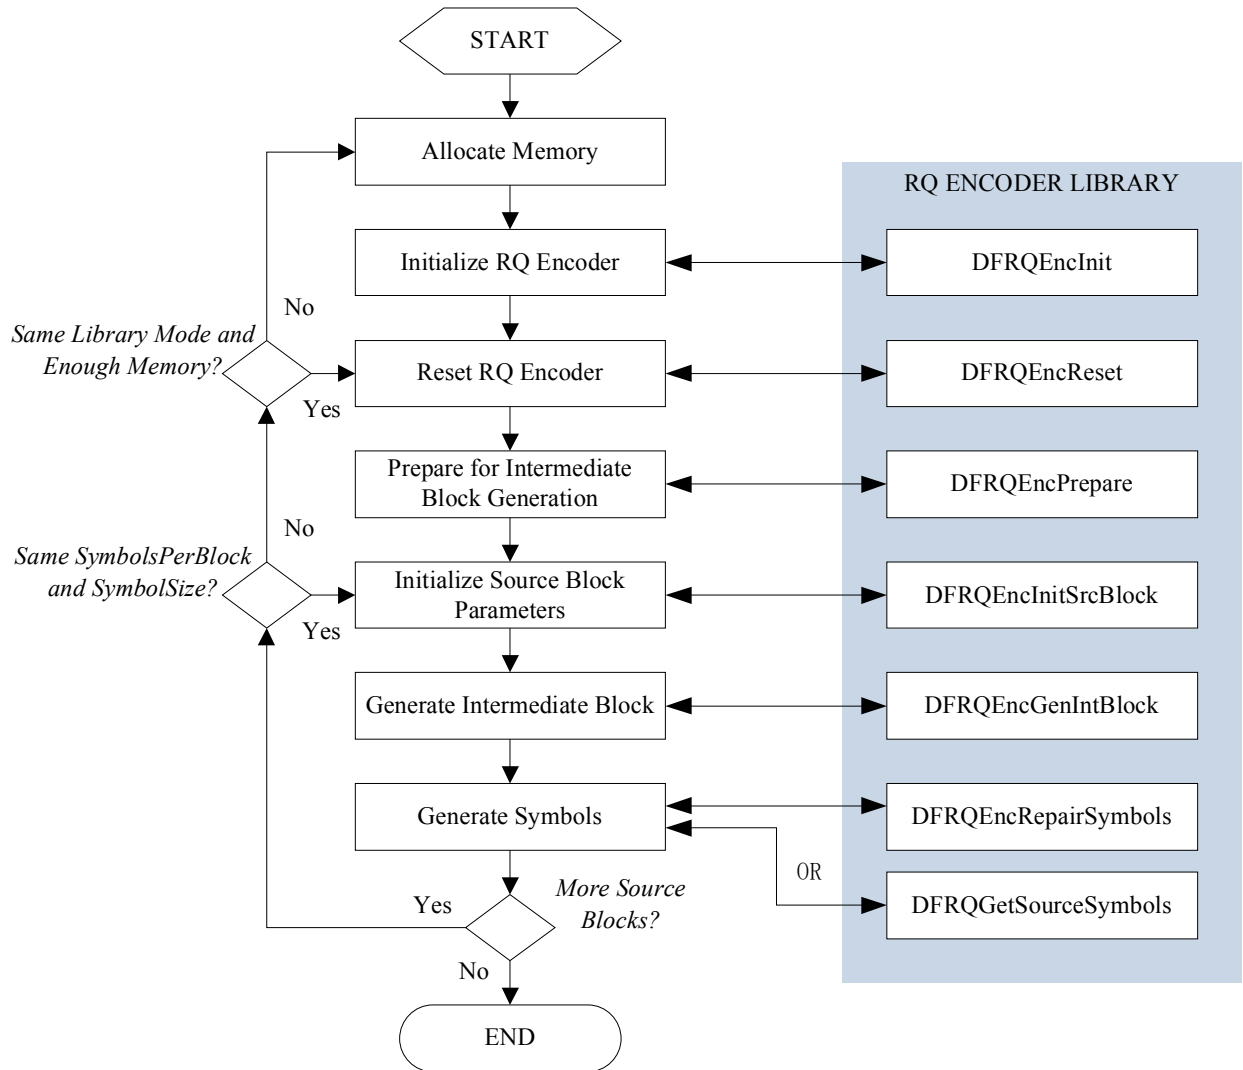 START
Allocate Memory
RQ ENCODER LIBRARY
Initialize RQ Encoder
DFRQEncInit
No
Same Library Mode and
Enough Memory?
Reset RQ Encoder
DFRQEncReset
Yes
Prepare for Intermediate
Block Generation
DFRQEncPrepare
No
Same SymbolsPerBlock
and SymbolSize?
Initialize Source Block
Parameters
DFRQEncInitSrcBlock
Yes
Generate Intermediate Block
DFRQEncGenIntBlock
Generate Symbols
DFRQEncRepairSymbols
OR
DFRQGetSourceSymbols
More Source
Blocks?
Yes
No
END